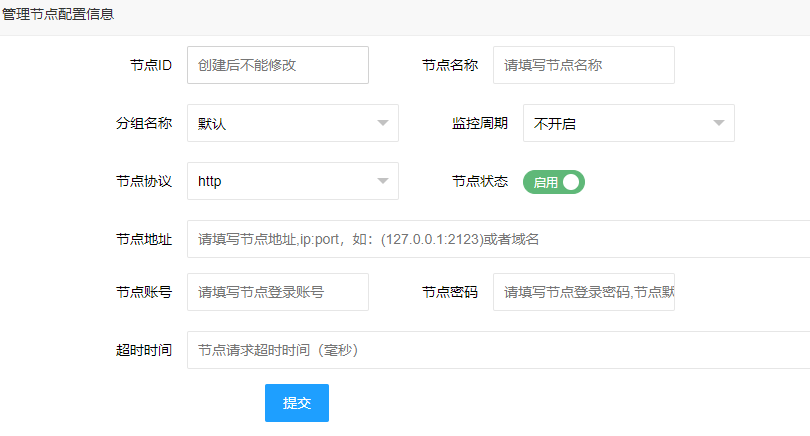 管理节点配置信息
节点ID 创建后不能修改 节点名称 请填写节点名称
分组名称 默认 监控周期 不开启
节点协议 http 节点状态 启用
节点地址 请填写节点地址,ip:port，如：(127.0.0.1:2123)或者域名
节点账号 请填写节点登录账号 节点密码 请填写节点登录密码,节点默
超时时间 节点请求超时时间（毫秒）
提交